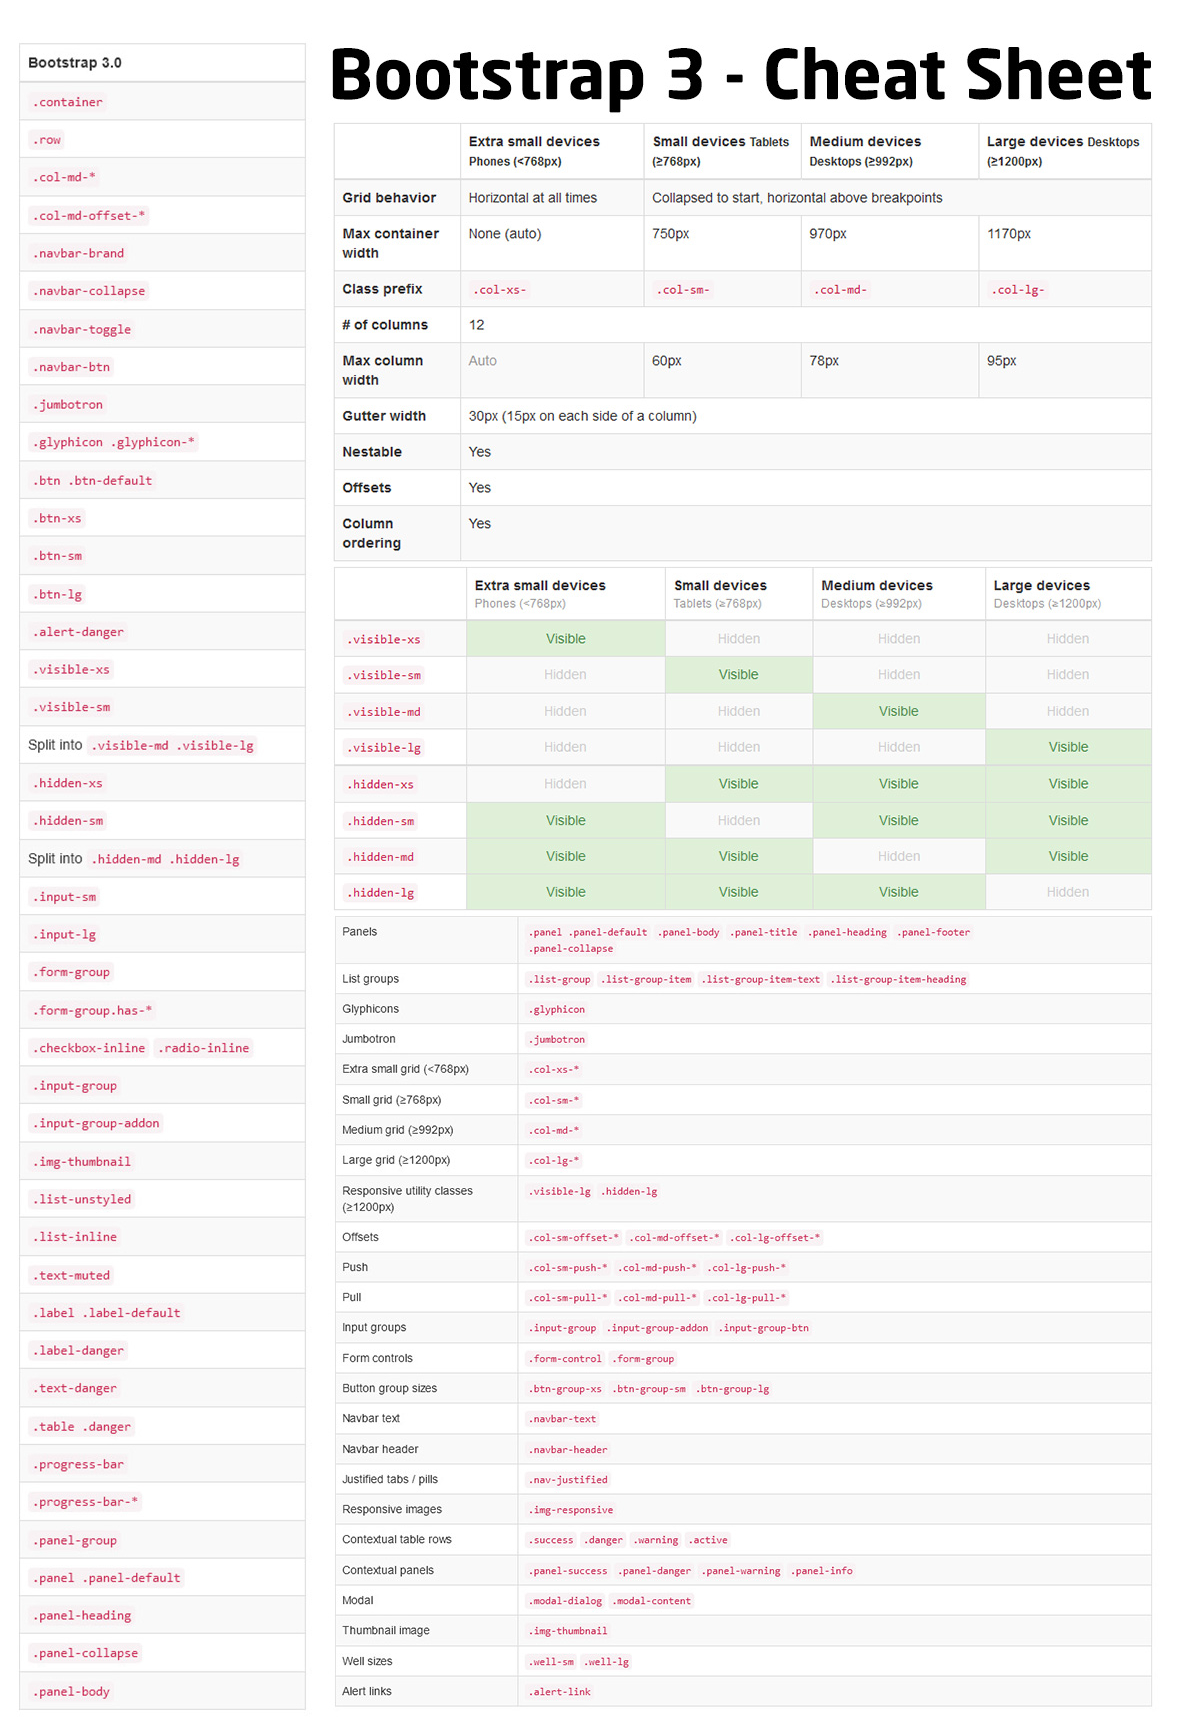 Bootstrap 3.0
.container
.row
.col-md-*
.col-md-offset-*
.navbar-brand
.navbar-collapse
.navbar-toggle
.navbar-btn
.jumbotron
.glyphicon .glyphicon-*
.btn .btn-default
.btn-xs
.btn-sm
.btn-lg
.alert-danger
.visible-xs
.visible-sm
Split into .visible-md .visible-lg
.hidden-xs
.hidden-sm
Split into .hidden-md .hidden-lg
.input-sm
.input-lg
.form-group
.form-group.has-*
.checkbox-inline .radio-inline
.input-group
.input-group-addon
.img-thumbnail
.list-unstyled
.list-inline
.text-muted
.label .label-default
.label-danger
.text-danger
.table .danger
.progress-bar
.progress-bar-*
.panel-group
.panel .panel-default
.panel-heading
.panel-collapse
.panel-body
Bootstrap 3 - Cheat Sheet
Extra small devices Small devices Tablets Medium devices Large devices Desktops
Phones (<768px) (≥768px) Desktops (≥992px) (≥1200px)
Grid behavior Horizontal at all times Collapsed to start, horizontal above breakpoints
Max container None (auto) 750px 970px 1170px
width
Class prefix .col-xs- .col-sm- .col-md- .col-lg-
# of columns 12
Max column Auto 60px 78px 95px
width
Gutter width 30px (15px on each side of a column)
Nestable Yes
Offsets Yes
Column Yes
ordering
Extra small devices Small devices Medium devices Large devices
Phones (<768px) Tablets (≥768px) Desktops (≥992px) Desktops (≥1200px)
.visible-xs Visible Hidden Hidden Hidden
.visible-sm Hidden Visible Hidden Hidden
.visible-md Hidden Hidden Visible Hidden
.visible-lg Hidden Hidden Hidden Visible
.hidden-xs Hidden Visible Visible Visible
.hidden-sm Visible Hidden Visible Visible
.hidden-md Visible Visible Hidden Visible
.hidden-lg Visible Visible Visible Hidden
Panels .panel .panel-default .panel-body .panel-title .panel-heading .panel-footer
.panel-collapse
List groups .list-group .list-group-item .list-group-item-text .list-group-item-heading
Glyphicons .glyphicon
Jumbotron .jumbotron
Extra small grid (<768px) .col-xs-*
Small grid (≥768px) .col-sm-*
Medium grid (≥992px) .col-md-*
Large grid (≥1200px) .col-lg-*
Responsive utility classes .visible-lg .hidden-lg
(≥1200px)
Offsets .col-sm-offset-* .col-md-offset-* .col-lg-offset-*
Push .col-sm-push-* .col-md-push-* .col-lg-push-*
Pull .col-sm-pull-* .col-md-pull-* .col-lg-pull-*
Input groups .input-group .input-group-addon .input-group-btn
Form controls .form-control .form-group
Button group sizes .btn-group-xs .btn-group-sm .btn-group-lg
Navbar text .navbar-text
Navbar header .navbar-header
Justified tabs / pills .nav-justified
Responsive images .img-responsive
Contextual table rows .success .danger .warning .active
Contextual panels .panel-success .panel-danger .panel-warning .panel-info
Modal .modal-dialog .modal-content
Thumbnail image .img-thumbnail
Well sizes .well-sm .well-lg
Alert links .alert-link